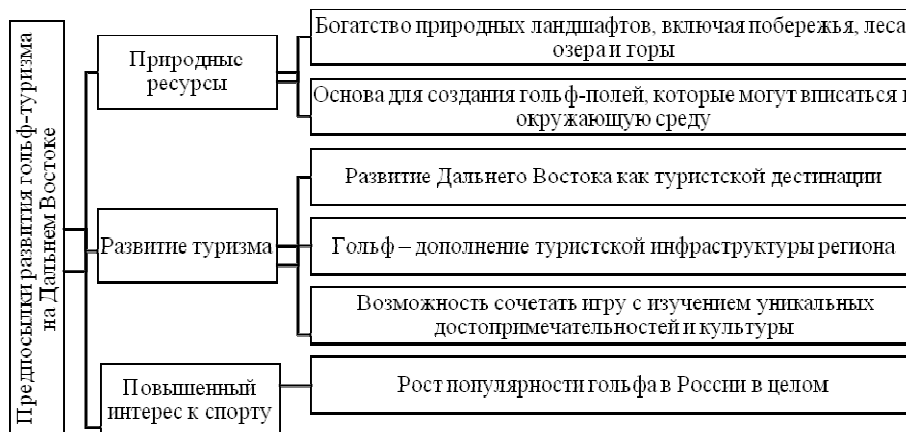 Предпосылки развития гольф-туризма
на Дальнем Востоке
Природные
ресурсы
Богатство природных ландшафтов, включая побережья, леса
озера и горы
Основа для создания гольф-полей, которые могут вписаться
окружающую среду
Развитие туризма
Развитие Дальнего Востока как туристской дестинации
Гольф – дополнение туристской инфраструктуры региона
Возможность сочетать игру с изучением уникальных
достопримечательностей и культуры
Повышенный
интерес к спорту
Рост популярности гольфа в России в целом